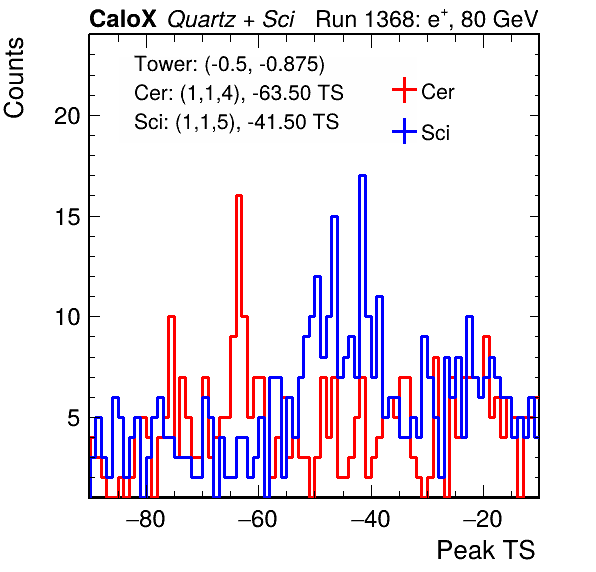 CaloX Quartz + Sci Run 1368: e⁺, 80 GeV
Counts
Tower: (-0.5, -0.875)
Cer: (1,1,4), -63.50 TS
Sci: (1,1,5), -41.50 TS
Cer
Sci
20
15
10
5
−80 −60 −40 −20
Peak TS